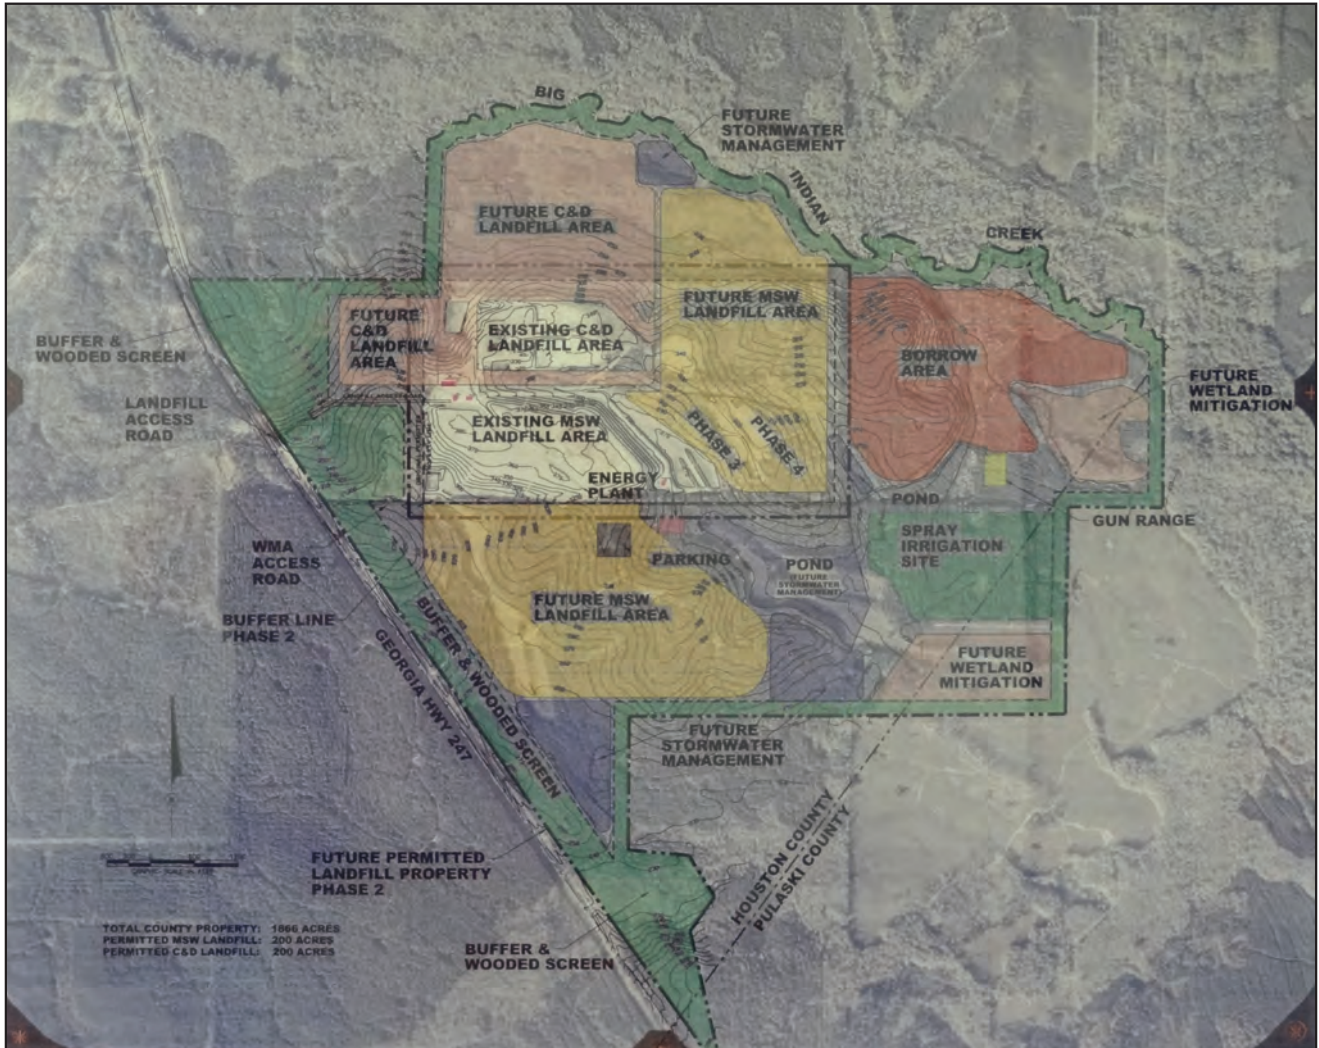 BIG
FUTURE
STORMWATER
MANAGEMENT
INDIAN
CREEK
FUTURE C&D
LANDFILL AREA
FUTURE MSW
LANDFILL AREA
FUTURE
C&D
LANDFILL
AREA
EXISTING C&D
LANDFILL AREA
BUFFER &
WOODED SCREEN
BORROW
AREA
FUTURE
WETLAND
MITIGATION
LANDFILL
ACCESS
ROAD
EXISTING MSW
LANDFILL AREA
PHASE 3
PHASE 4
ENERGY
PLANT
POND
GUN RANGE
SPRAY
IRRIGATION
SITE
WMA
ACCESS
ROAD
PARKING
POND
(FUTURE
STORMWATER
MANAGEMENT)
FUTURE MSW
LANDFILL AREA
BUFFER LINE
PHASE 2
BUFFER & WOODED SCREEN
GEORGIA HWY 247
FUTURE
WETLAND
MITIGATION
FUTURE
STORMWATER
MANAGEMENT
HOUSTON COUNTY
PULASKI COUNTY
FUTURE PERMITTED
LANDFILL PROPERTY
PHASE 2
TOTAL COUNTY PROPERTY: 1866 ACRES
PERMITTED MSW LANDFILL: 200 ACRES
PERMITTED C&D LANDFILL: 200 ACRES
BUFFER &
WOODED SCREEN